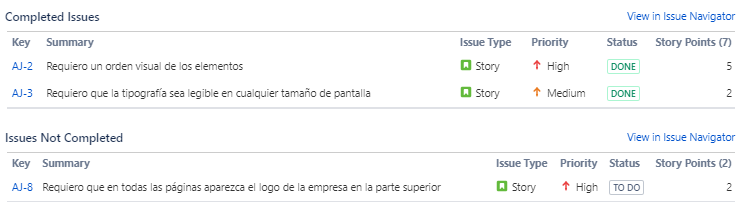 Completed Issues View in Issue Navigator
Key Summary Issue Type Priority Status Story Points (7)
AJ-2 Requiero un orden visual de los elementos Story High DONE 5
AJ-3 Requiero que la tipografía sea legible en cualquier tamaño de pantalla Story Medium DONE 2
Issues Not Completed View in Issue Navigator
Key Summary Issue Type Priority Status Story Points (2)
AJ-8 Requiero que en todas las páginas aparezca el logo de la empresa en la parte superior Story High TO DO 2